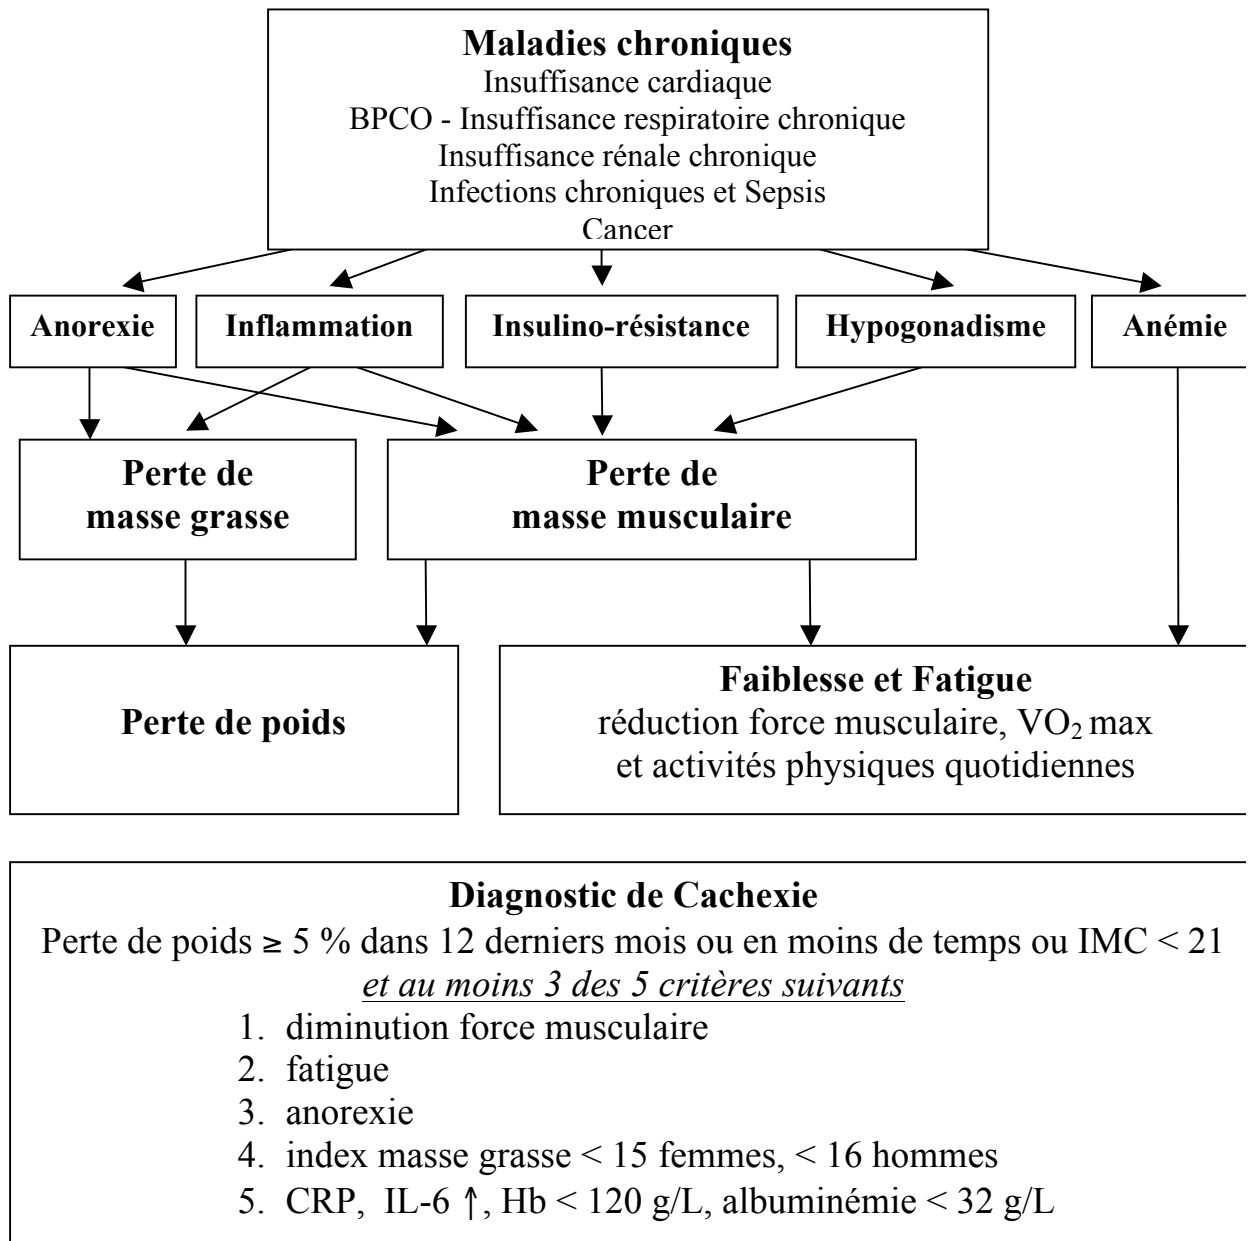 Maladies chroniques
Insuffisance cardiaque
BPCO - Insuffisance respiratoire chronique
Insuffisance rénale chronique
Infections chroniques et Sepsis
Cancer
Anorexie
Inflammation
Insulino-résistance
Hypogonadisme
Anémie
Perte de
masse grasse
Perte de
masse musculaire
Perte de poids
Faiblesse et Fatigue
réduction force musculaire, VO₂ max
et activités physiques quotidiennes
Diagnostic de Cachexie
Perte de poids ≥ 5 % dans 12 derniers mois ou en moins de temps ou IMC < 21
et au moins 3 des 5 critères suivants
1. diminution force musculaire
2. fatigue
3. anorexie
4. index masse grasse < 15 femmes, < 16 hommes
5. CRP, IL-6 ↑, Hb < 120 g/L, albuminémie < 32 g/L